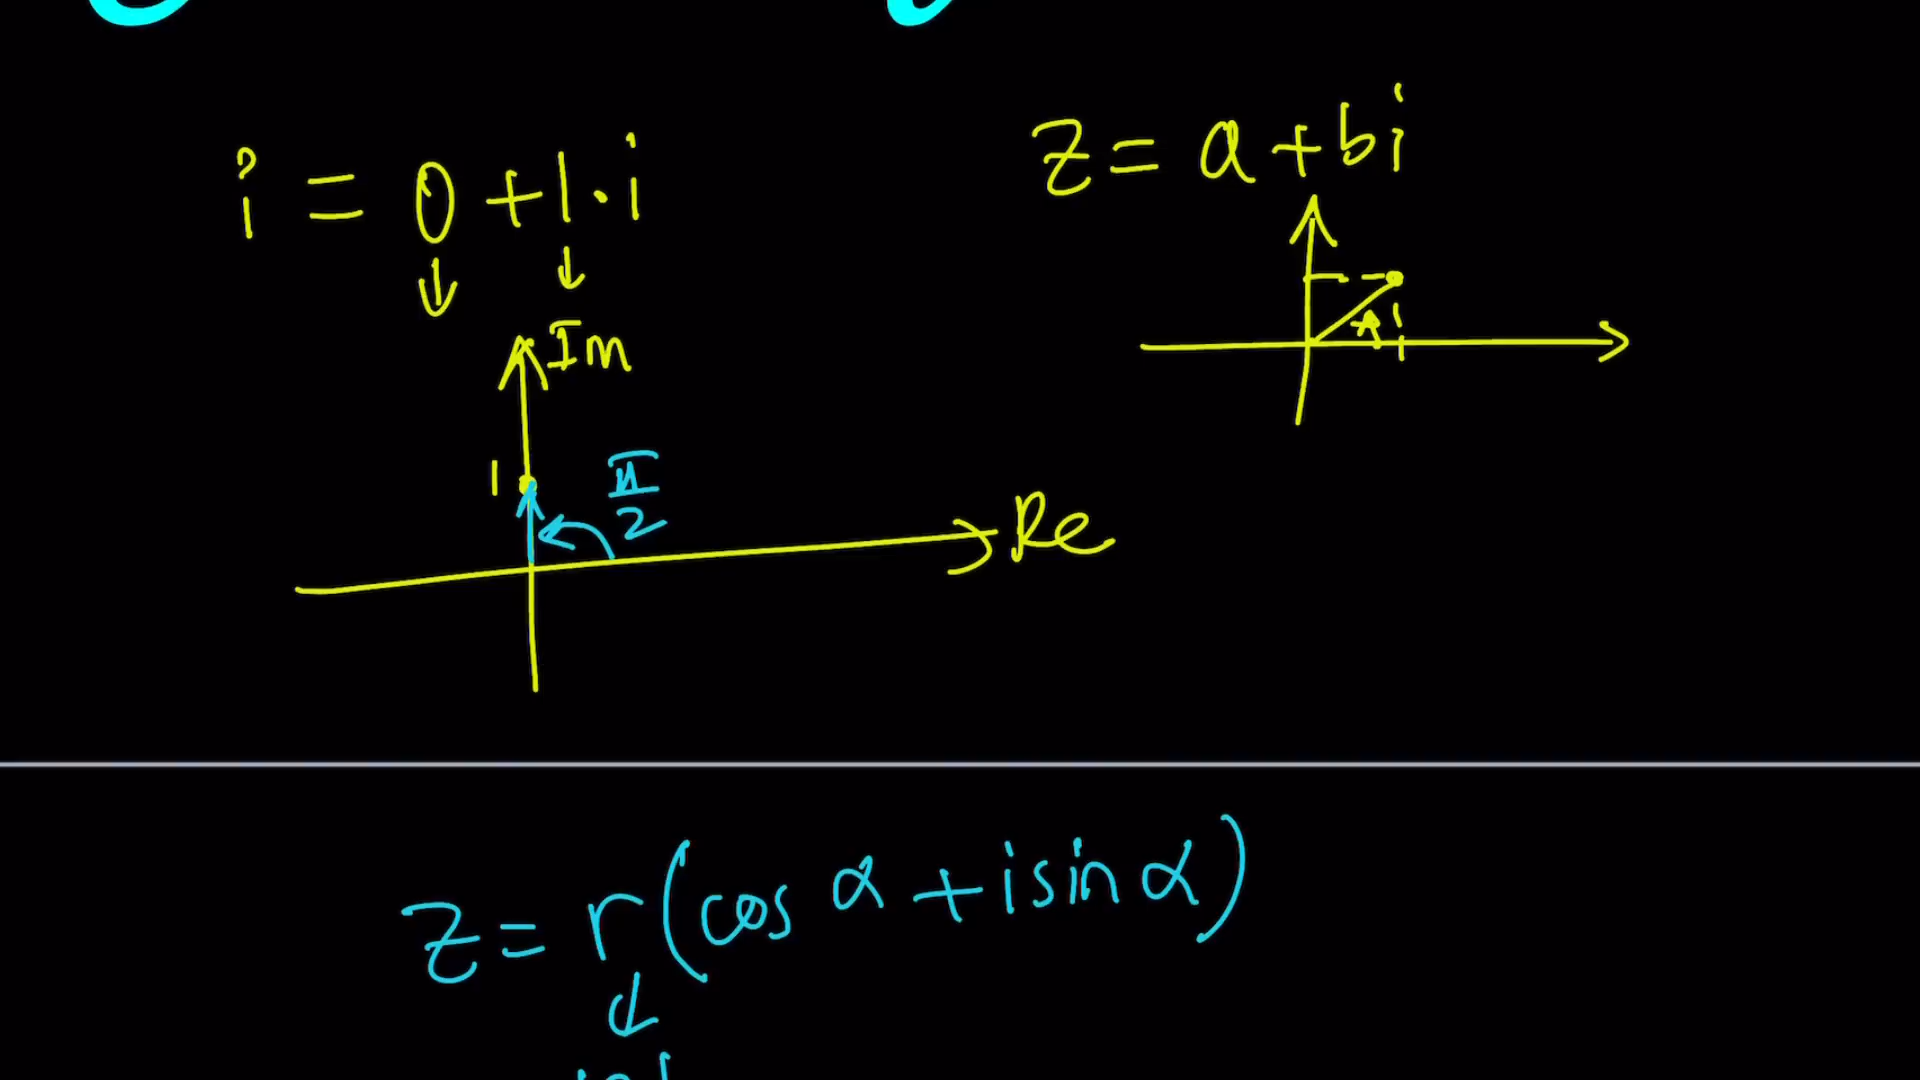 i = 0 + 1 · i
z = a + bi
Im
1
π/2
Re
z = r(cos α + i sin α)